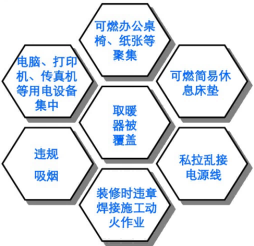 可燃办公桌
椅、纸张等
聚集
电脑、打印
机、传真机
等用电设备
集中
可燃简易休
息床垫
取暖
器被
覆盖
违规
吸烟
私拉乱接
电源线
装修时违章
焊接施工动
火作业